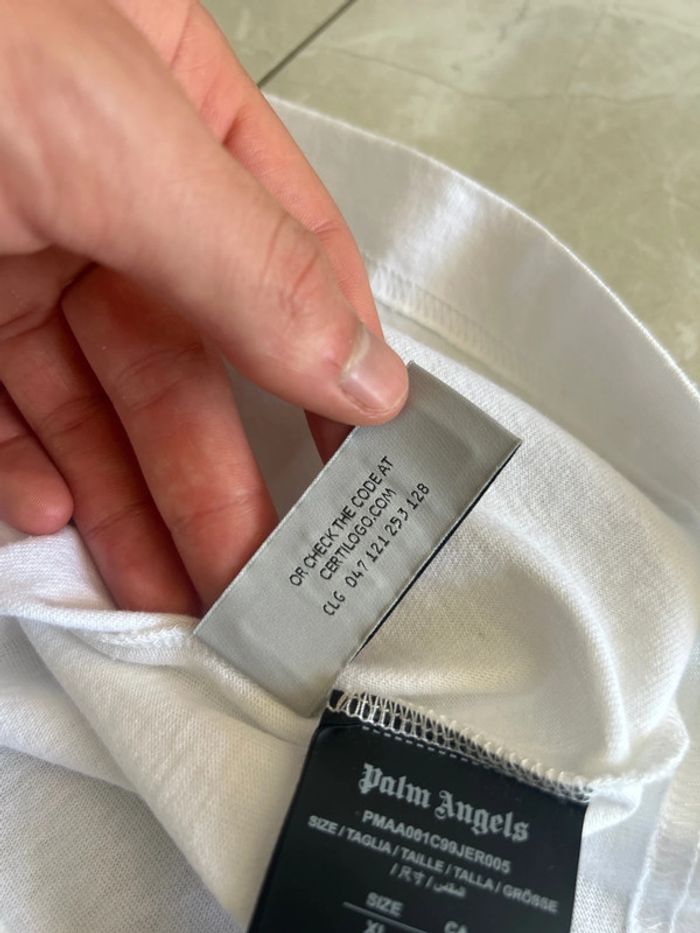 OR CHECK THE CODE AT
CERTILOGO.COM
CLG 047 121 253 128
Palm Angels
PMAA001C99JER005
SIZE / TAGLIA / TAILLE / TALLA / GRÖSSE
/ 尺寸 /
SIZE
XL